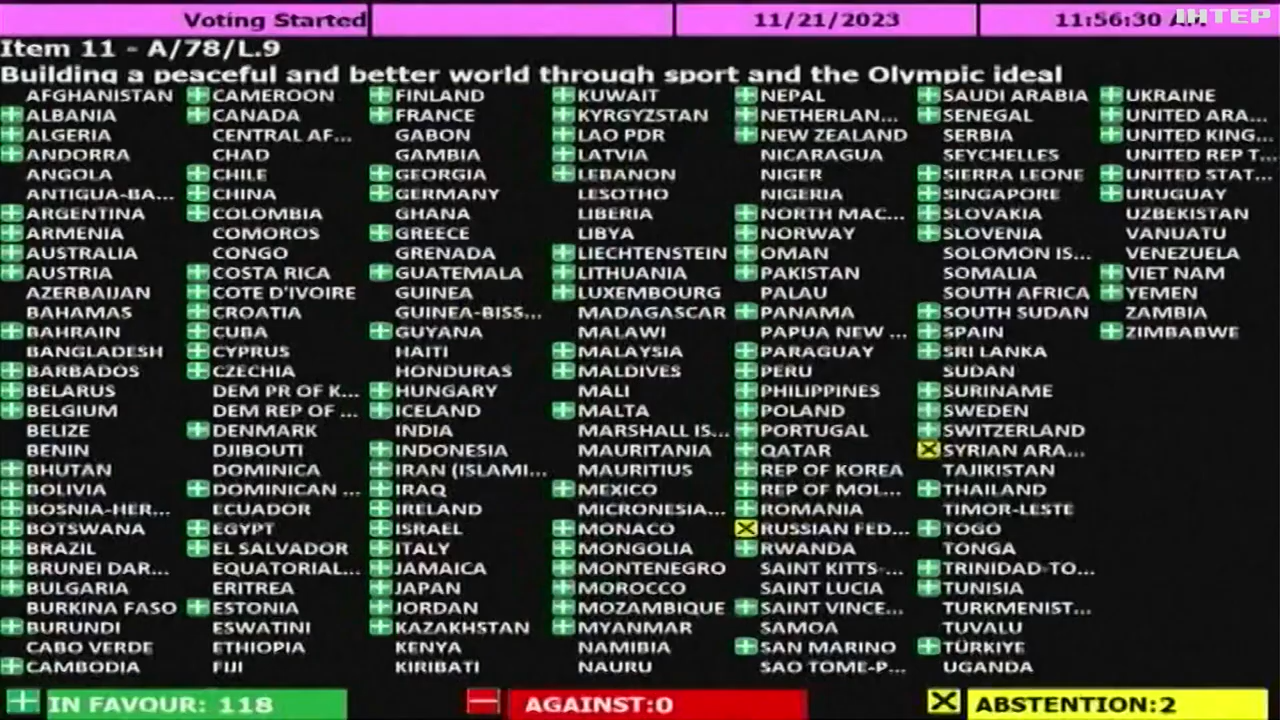 Voting Started 11/21/2023 11:56:30 AM
ІНТЕР
Item 11 - A/78/L.9
Building a peaceful and better world through sport and the Olympic ideal
AFGHANISTAN
ALBANIA
ALGERIA
ANDORRA
ANGOLA
ANTIGUA-BA...
ARGENTINA
ARMENIA
AUSTRALIA
AUSTRIA
AZERBAIJAN
BAHAMAS
BAHRAIN
BANGLADESH
BARBADOS
BELARUS
BELGIUM
BELIZE
BENIN
BHUTAN
BOLIVIA
BOSNIA-HER...
BOTSWANA
BRAZIL
BRUNEI DAR...
BULGARIA
BURKINA FASO
BURUNDI
CABO VERDE
CAMBODIA
CAMEROON
CANADA
CENTRAL AF...
CHAD
CHILE
CHINA
COLOMBIA
COMOROS
CONGO
COSTA RICA
COTE D'IVOIRE
CROATIA
CUBA
CYPRUS
CZECHIA
DEM PR OF K...
DEM REP OF ...
DENMARK
DJIBOUTI
DOMINICA
DOMINICAN ...
ECUADOR
EGYPT
EL SALVADOR
EQUATORIAL...
ERITREA
ESTONIA
ESWATINI
ETHIOPIA
FIJI
FINLAND
FRANCE
GABON
GAMBIA
GEORGIA
GERMANY
GHANA
GREECE
GRENADA
GUATEMALA
GUINEA
GUINEA-BISS...
GUYANA
HAITI
HONDURAS
HUNGARY
ICELAND
INDIA
INDONESIA
IRAN (ISLAMI...
IRAQ
IRELAND
ISRAEL
ITALY
JAMAICA
JAPAN
JORDAN
KAZAKHSTAN
KENYA
KIRIBATI
KUWAIT
KYRGYZSTAN
LAO PDR
LATVIA
LEBANON
LESOTHO
LIBERIA
LIBYA
LIECHTENSTEIN
LITHUANIA
LUXEMBOURG
MADAGASCAR
MALAWI
MALAYSIA
MALDIVES
MALI
MALTA
MARSHALL IS...
MAURITANIA
MAURITIUS
MEXICO
MICRONESIA...
MONACO
MONGOLIA
MONTENEGRO
MOROCCO
MOZAMBIQUE
MYANMAR
NAMIBIA
NAURU
NEPAL
NETHERLAN...
NEW ZEALAND
NICARAGUA
NIGER
NIGERIA
NORTH MAC...
NORWAY
OMAN
PAKISTAN
PALAU
PANAMA
PAPUA NEW ...
PARAGUAY
PERU
PHILIPPINES
POLAND
PORTUGAL
QATAR
REP OF KOREA
REP OF MOL...
ROMANIA
RUSSIAN FED...
RWANDA
SAINT KITTS-...
SAINT LUCIA
SAINT VINCE...
SAMOA
SAN MARINO
SAO TOME-P...
SAUDI ARABIA
SENEGAL
SERBIA
SEYCHELLES
SIERRA LEONE
SINGAPORE
SLOVAKIA
SLOVENIA
SOLOMON IS...
SOMALIA
SOUTH AFRICA
SOUTH SUDAN
SPAIN
SRI LANKA
SUDAN
SURINAME
SWEDEN
SWITZERLAND
SYRIAN ARA...
TAJIKISTAN
THAILAND
TIMOR-LESTE
TOGO
TONGA
TRINIDAD-TO...
TUNISIA
TURKMENIST...
TUVALU
TÜRKIYE
UGANDA
UKRAINE
UNITED ARA...
UNITED KING...
UNITED REP T...
UNITED STAT...
URUGUAY
UZBEKISTAN
VANUATU
VENEZUELA
VIET NAM
YEMEN
ZAMBIA
ZIMBABWE
IN FAVOUR: 118 AGAINST:0 ABSTENTION:2